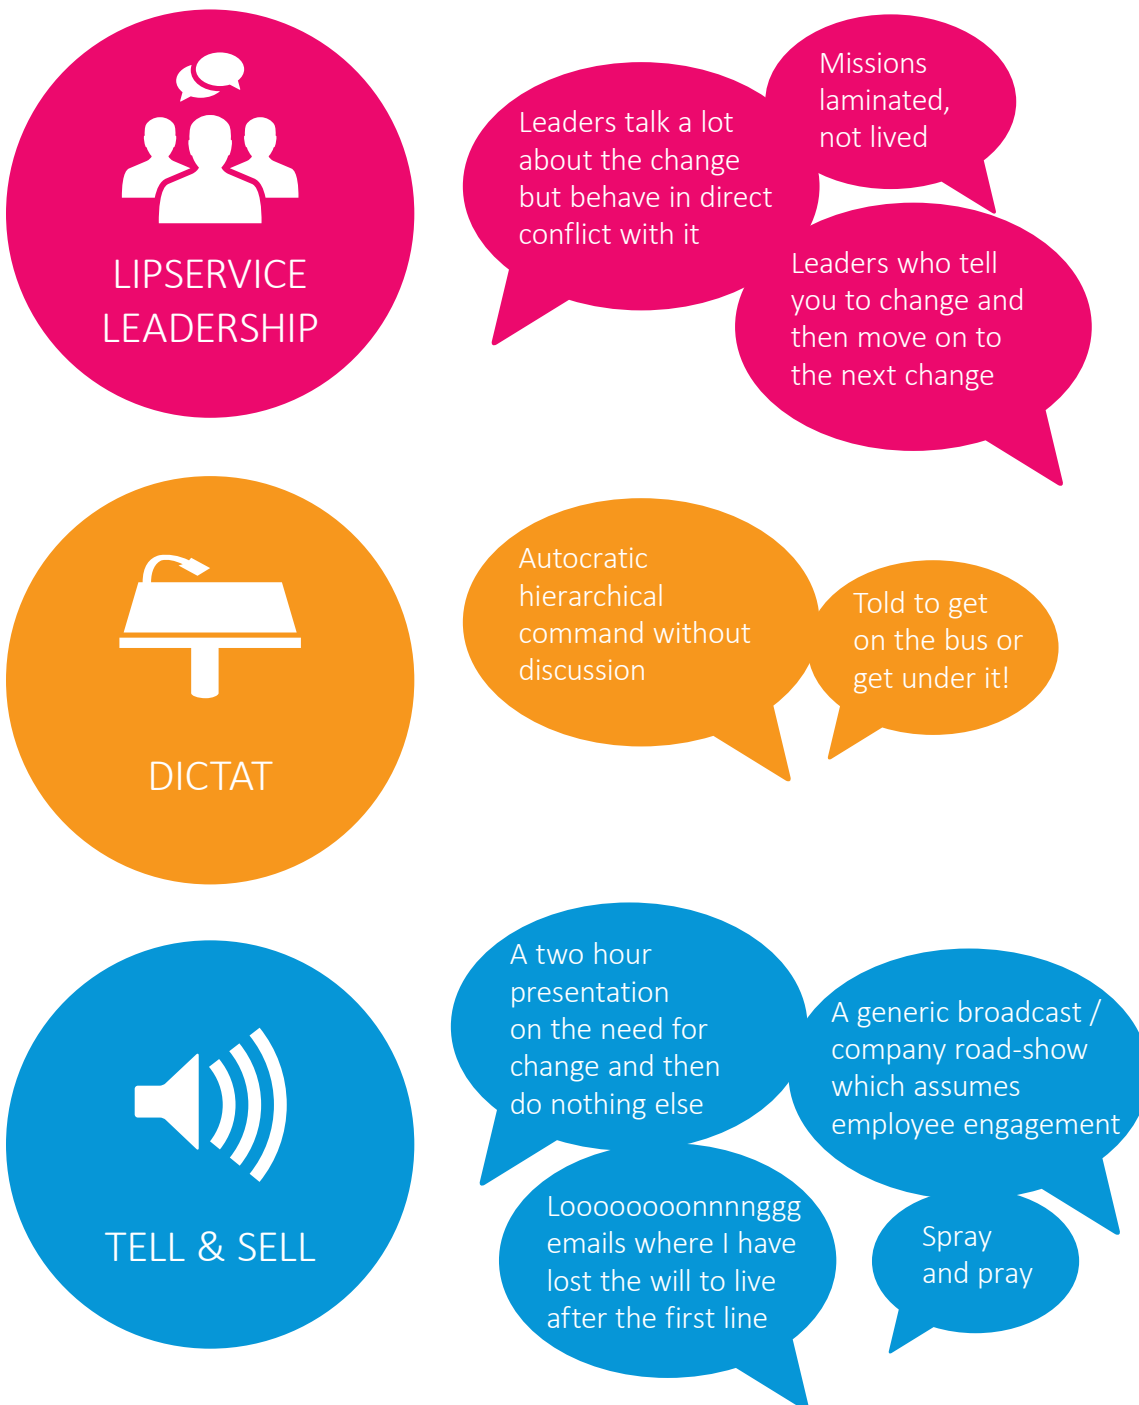 LIPSERVICE
LEADERSHIP
Leaders talk a lot
about the change
but behave in direct
conflict with it
Missions
laminated,
not lived
Leaders who tell
you to change and
then move on to
the next change
DICTAT
Autocratic
hierarchical
command without
discussion
Told to get
on the bus or
get under it!
TELL & SELL
A two hour
presentation
on the need for
change and then
do nothing else
A generic broadcast /
company road-show
which assumes
employee engagement
Loooooooonnnnggg
emails where I have
lost the will to live
after the first line
Spray
and pray